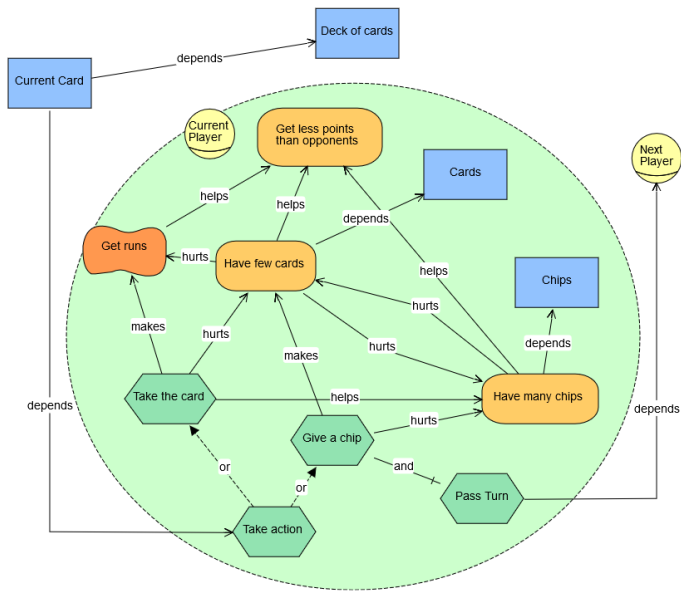 Deck of cards
depends
Current Card
Current
Player
Get less points
than opponents
Next
Player
Cards
helps
helps
depends
Get runs
hurts
Have few cards
helps
Chips
hurts
makes
hurts
hurts
depends
makes
Take the card
helps
Have many chips
depends
depends
hurts
Give a chip
or
and
or
Pass Turn
Take action